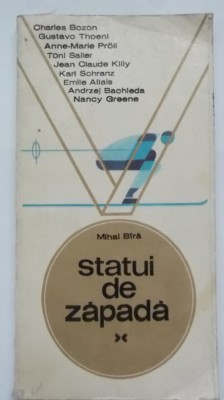 Charles Bozon
Gustavo Thoeni
Anne-Marie Pröll
Töni Sailer
Jean Claude Killy
Karl Schranz
Emile Allais
Andrzej Bachleda
Nancy Greene
Mihai Bîră
statui
de
zăpadă